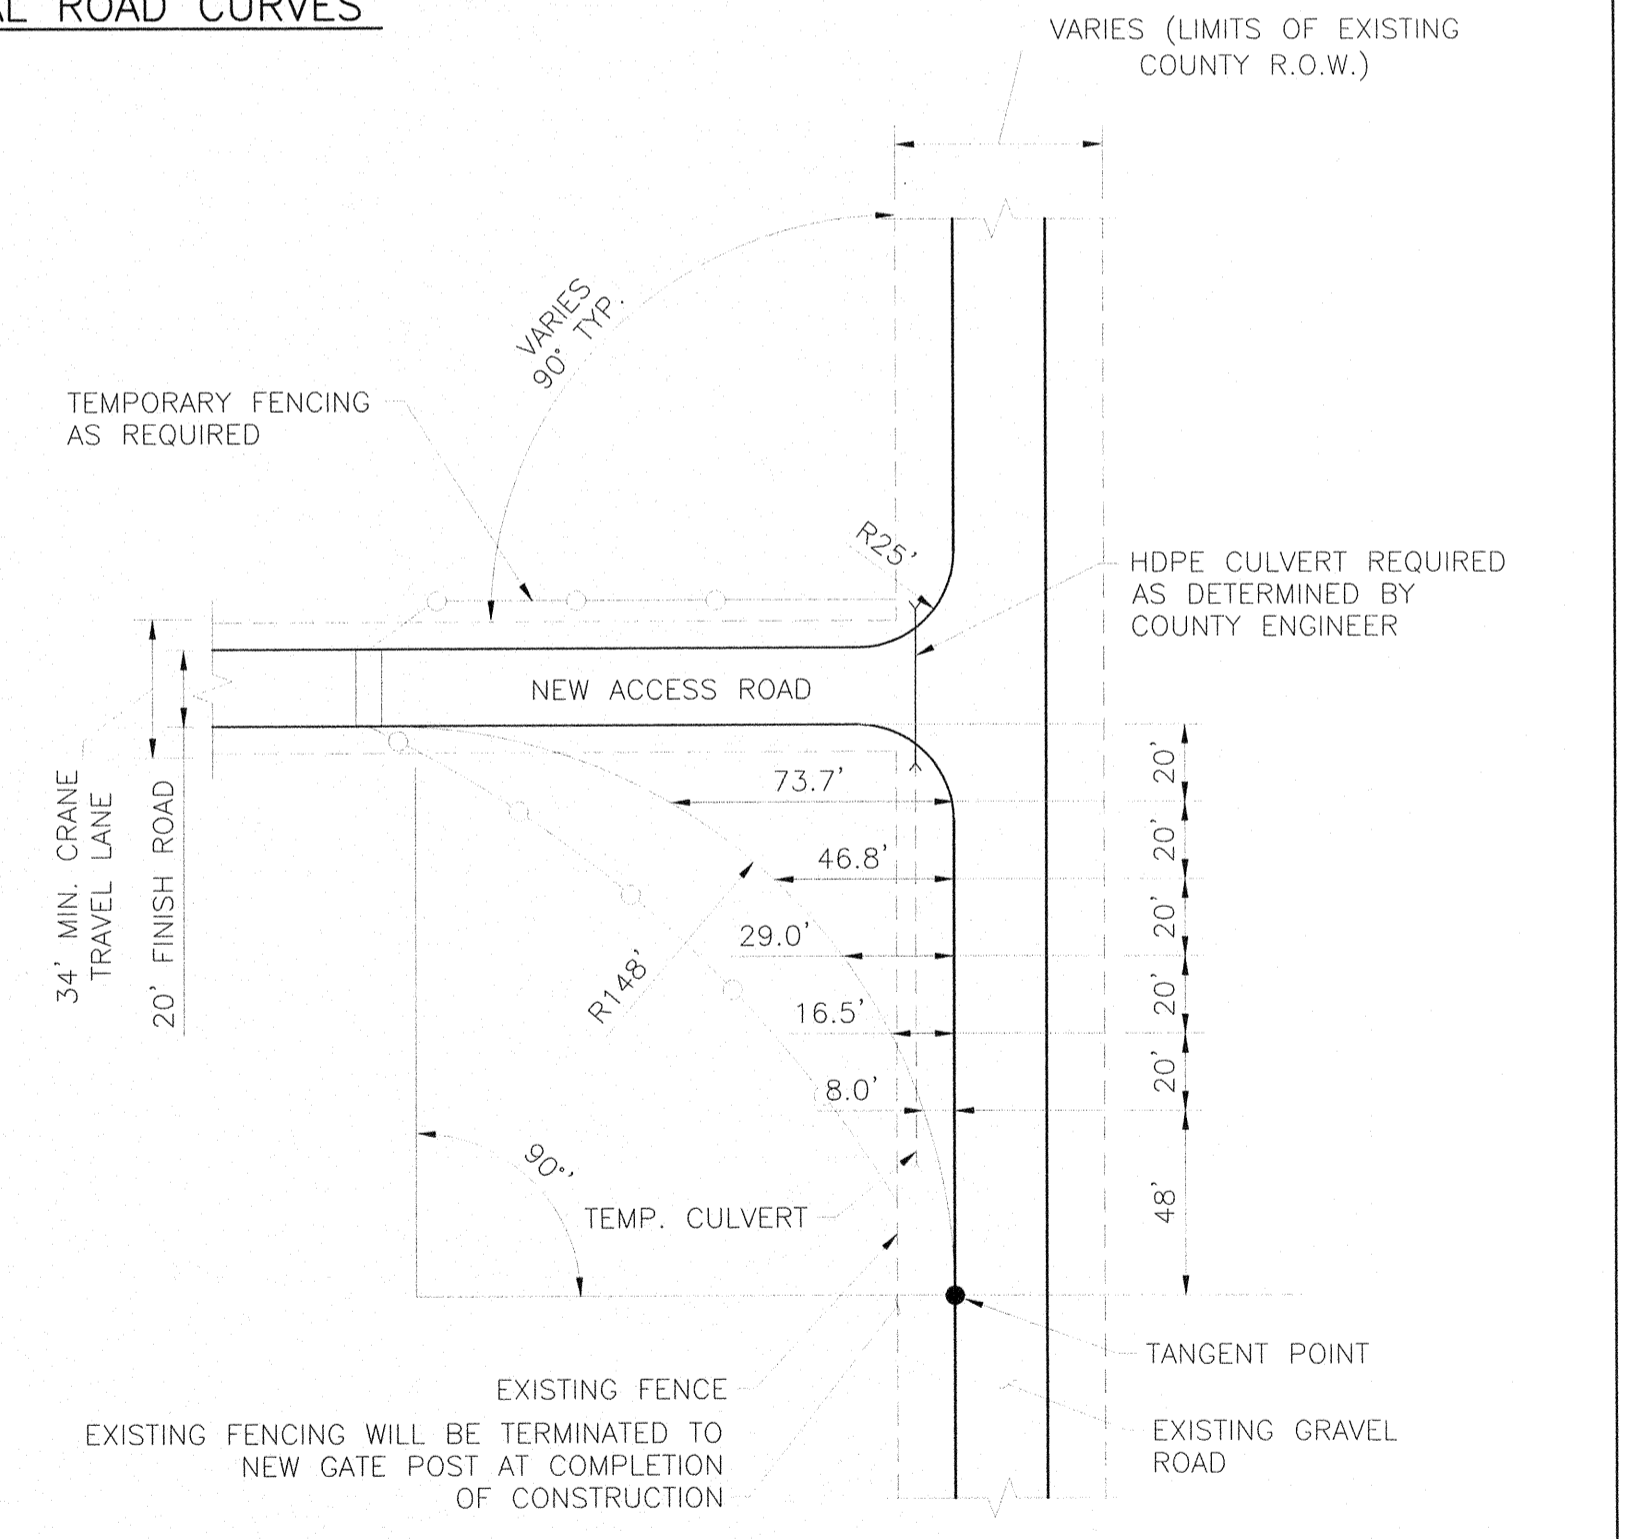 ROAD CURVES
VARIES (LIMITS OF EXISTING
COUNTY R.O.W.)
VARIES
90° TYP.
TEMPORARY FENCING
AS REQUIRED
R25'
HDPE CULVERT REQUIRED
AS DETERMINED BY
COUNTY ENGINEER
NEW ACCESS ROAD
34' MIN. CRANE
TRAVEL LANE
20' FINISH ROAD
73.7'
20'
46.8'
20'
29.0'
20'
R148'
16.5'
20'
8.0'
20'
90°'
48'
TEMP. CULVERT
TANGENT POINT
EXISTING FENCE
EXISTING FENCING WILL BE TERMINATED TO
NEW GATE POST AT COMPLETION
OF CONSTRUCTION
EXISTING GRAVEL
ROAD